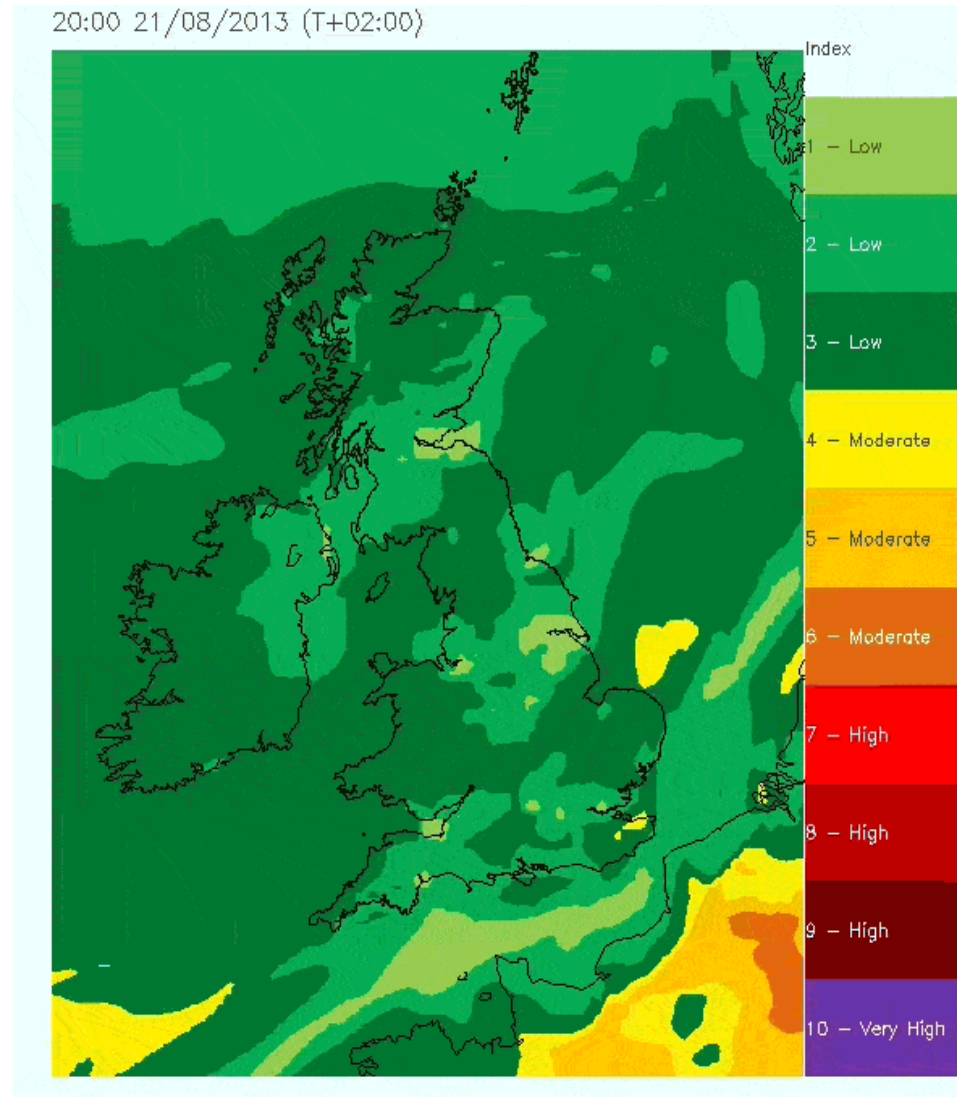 20:00 21/08/2013 (T+02:00)
Index
1 - Low
2 - Low
3 - Low
4 - Moderate
5 - Moderate
6 - Moderate
7 - High
8 - High
9 - High
10 - Very High